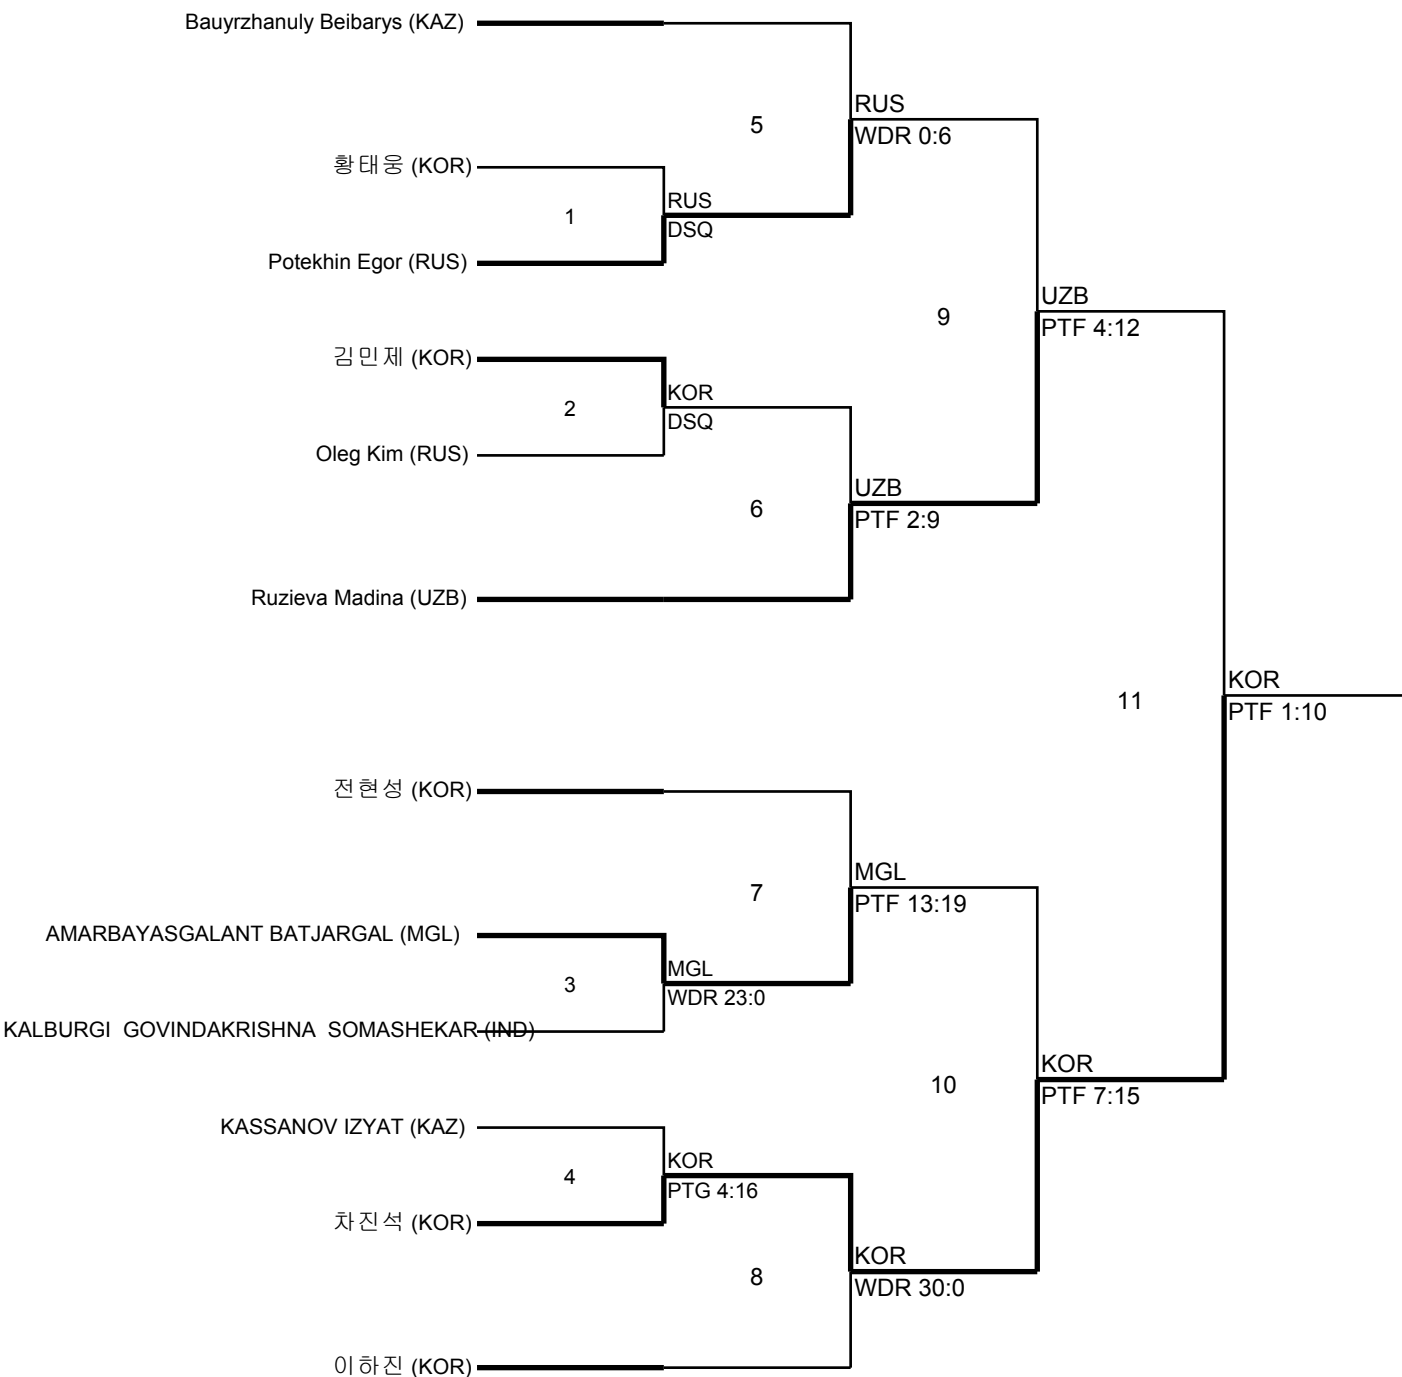 Bauyrzhanuly Beibarys (KAZ)
RUS
5
WDR 0:6
황태웅 (KOR)
RUS
1
DSQ
Potekhin Egor (RUS)
UZB
9
PTF 4:12
김민제 (KOR)
KOR
2
DSQ
Oleg Kim (RUS)
UZB
6
PTF 2:9
Ruzieva Madina (UZB)
KOR
11
PTF 1:10
전현성 (KOR)
MGL
7
PTF 13:19
AMARBAYASGALANT BATJARGAL (MGL)
MGL
3
WDR 23:0
KALBURGI GOVINDAKRISHNA SOMASHEKAR (IND)
KOR
10
PTF 7:15
KASSANOV IZYAT (KAZ)
KOR
4
PTG 4:16
차진석 (KOR)
KOR
8
WDR 30:0
이하진 (KOR)